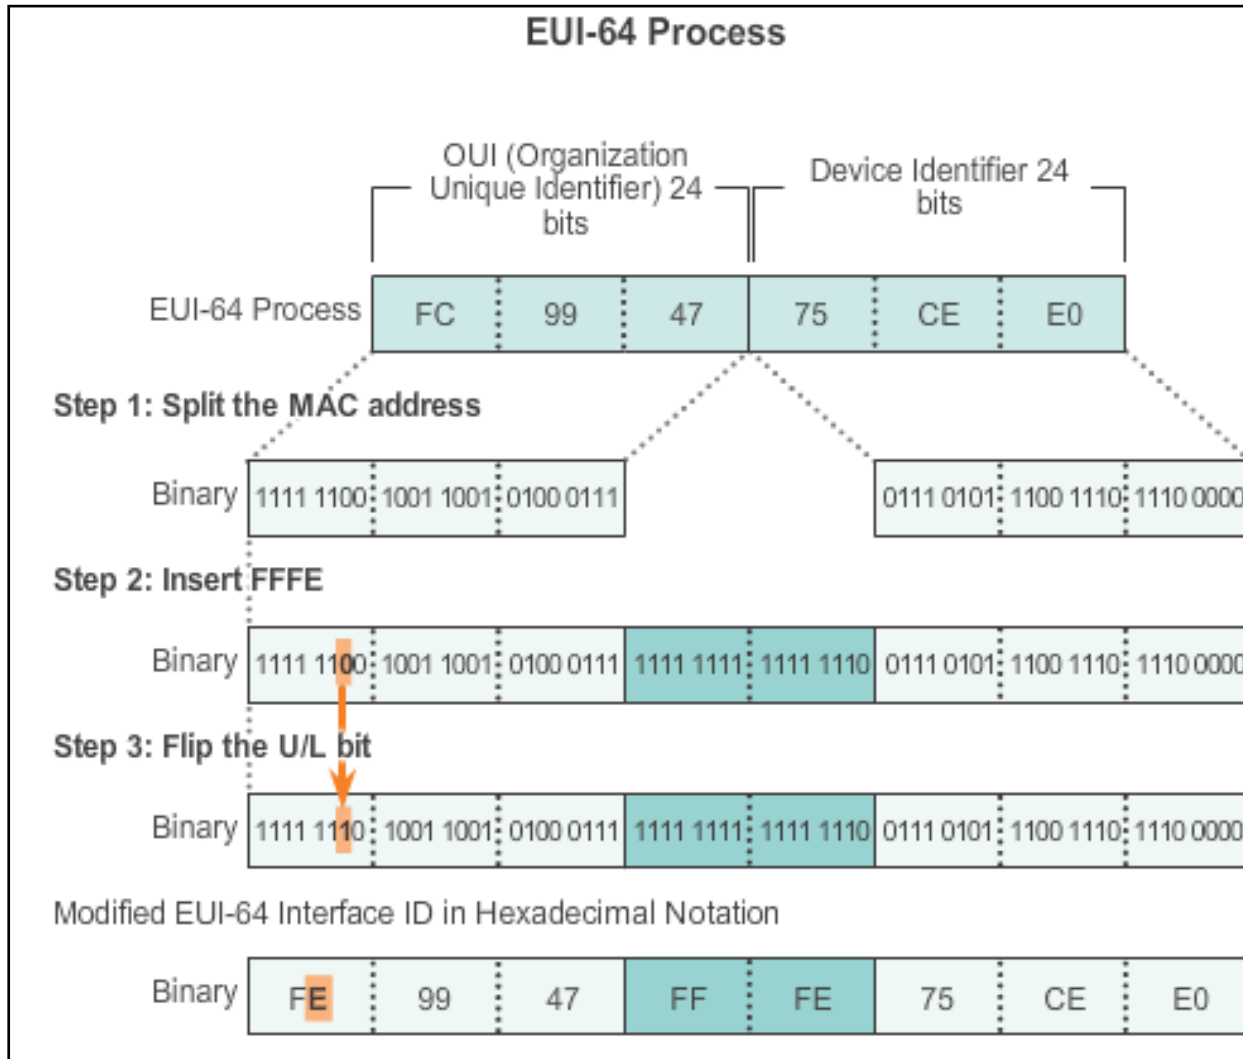 EUI-64 Process
OUI (Organization
Unique Identifier) 24
bits
Device Identifier 24
bits
EUI-64 Process FC 99 47 75 CE E0
Step 1: Split the MAC address
Binary 1111 1100 1001 1001 0100 0111 0111 0101 1100 1110 1110 0000
Step 2: Insert FFFE
Binary 1111 1100 1001 1001 0100 0111 1111 1111 1111 1110 0111 0101 1100 1110 1110 0000
Step 3: Flip the U/L bit
Binary 1111 1110 1001 1001 0100 0111 1111 1111 1111 1110 0111 0101 1100 1110 1110 0000
Modified EUI-64 Interface ID in Hexadecimal Notation
Binary FE 99 47 FF FE 75 CE E0